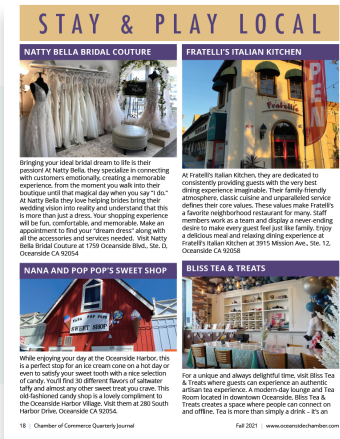 STAY & PLAY LOCAL
NATTY BELLA BRIDAL COUTURE
Bringing your ideal bridal dream to life is their
passion! At Natty Bella, they specialize in connecting
with customers emotionally, creating a memorable
experience, from the moment you walk into their
boutique until that magical day when you say "I do."
At Natty Bella they love helping brides bring their
wedding vision into reality and understand that this
is more than just a dress. Your shopping experience
will be fun, comfortable, and memorable. Make an
appointment to find your "dream dress" along with
all the accessories and services needed. Visit Natty
Bella Bridal Couture at 1759 Oceanside Blvd., Ste. D,
Oceanside CA 92054
NANA AND POP POP'S SWEET SHOP
NANA & POP POP'S
SWEET SHOP
While enjoying your day at the Oceanside Harbor, this
is a perfect stop for an ice cream cone on a hot day or
even to satisfy your sweet tooth with a nice selection
of candy. You'll find 30 different flavors of saltwater
taffy and almost any other sweet treat you crave. This
old-fashioned candy shop is a lovely compliment to
the Oceanside Harbor Village. Visit them at 280 South
Harbor Drive, Oceanside CA, 92054.
FRATELLI'S ITALIAN KITCHEN
Fratelli's
PE
At Fratelli's Italian Kitchen, they are dedicated to
consistently providing guests with the very best
dining experience imaginable. Their family-friendly
atmosphere, classic cuisine and unparalleled service
defines their core values. These values make Fratelli's
a favorite neighborhood restaurant for many. Staff
members work as a team and display a never-ending
desire to make every guest feel just like family. Enjoy
a delicious meal and relaxing dining experience at
Fratelli's Italian Kitchen at 3915 Mission Ave., Ste. 12,
Oceanside CA 92058
BLISS TEA & TREATS
For a unique and always delightful time, visit Bliss Tea
& Treats where guests can experience an authentic
artisan tea experience. A modern-day lounge and Tea
Room located in downtown Oceanside, Bliss Tea &
Treats creates a space where people can connect on
and offline. Tea is more than simply a drink – it's an
18 | Chamber of Commerce Quarterly Journal
Fall 2021 | www.oceansidechamber.com